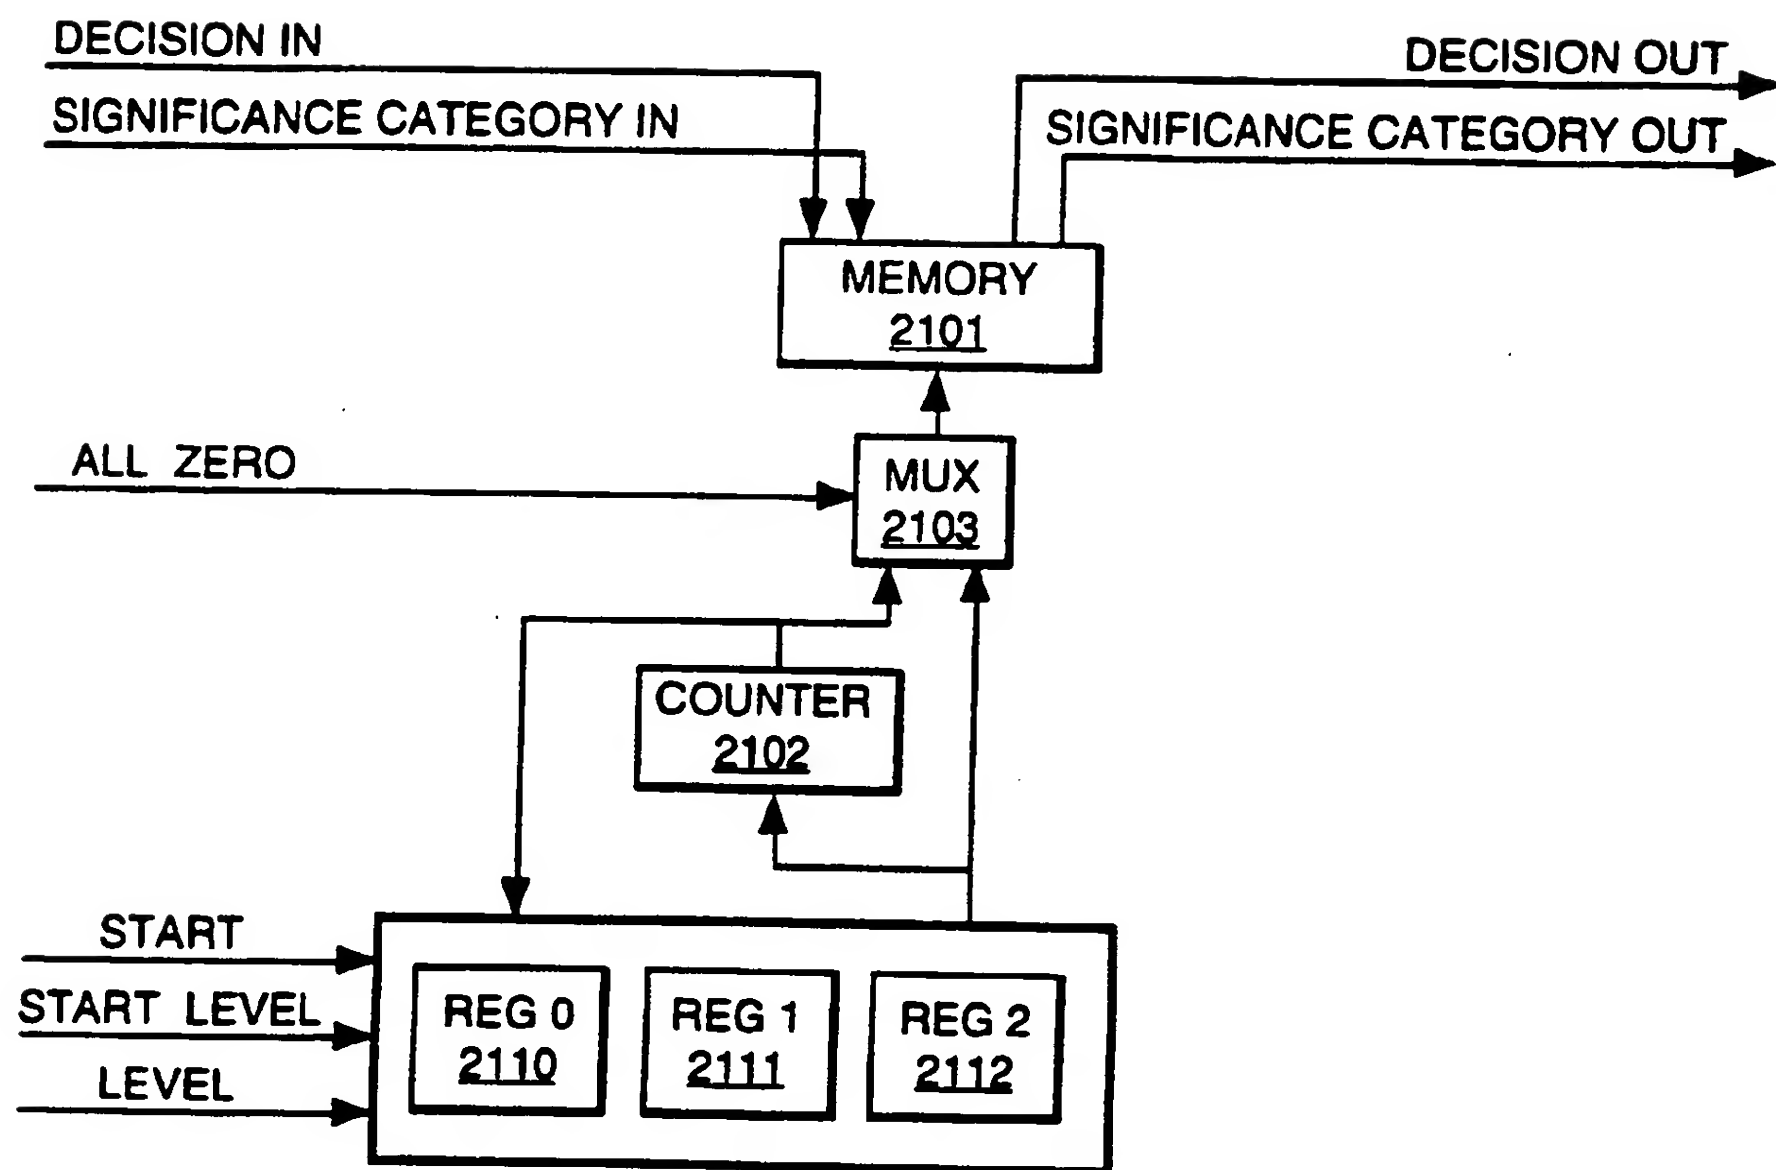 DECISION IN
DECISION OUT
SIGNIFICANCE CATEGORY IN
SIGNIFICANCE CATEGORY OUT
MEMORY
2101
ALL ZERO
MUX
2103
COUNTER
2102
START
START LEVEL
LEVEL
REG 0
2110
REG 1
2111
REG 2
2112